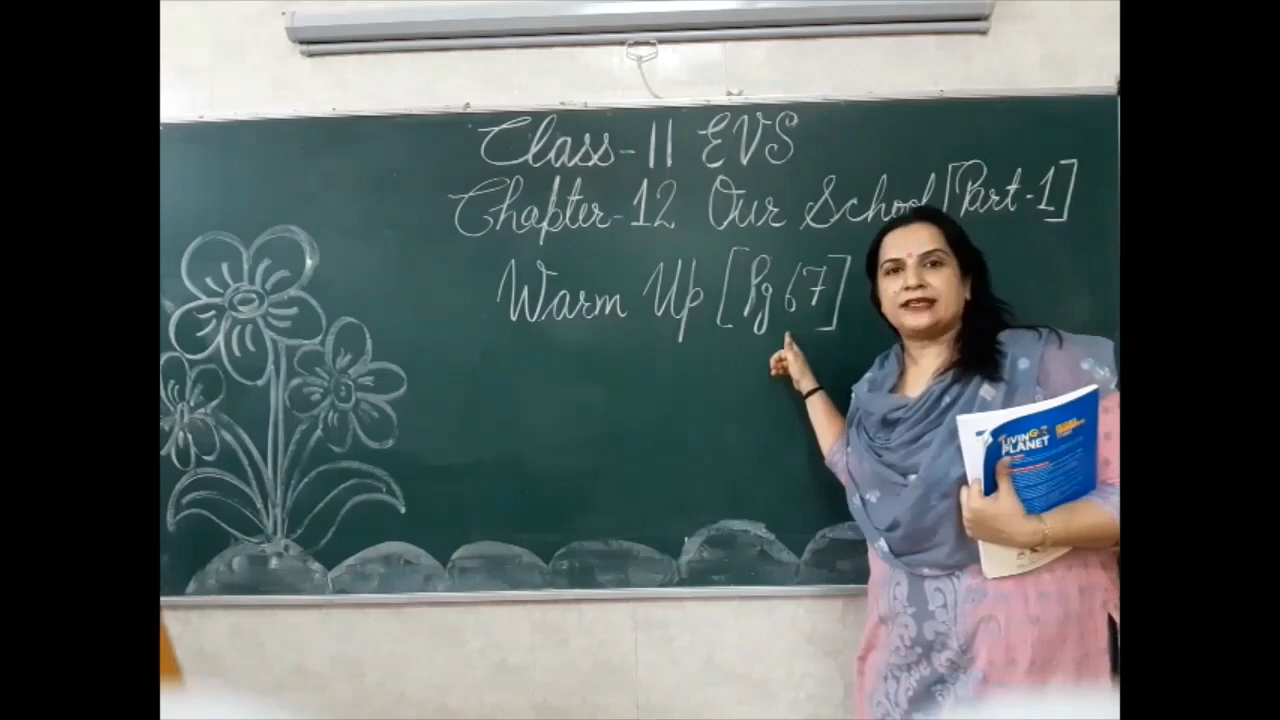 Class-II EVS
Chapter-12 Our School [Part-1]
Warm Up [Pg 67]
LIVING
PLANET